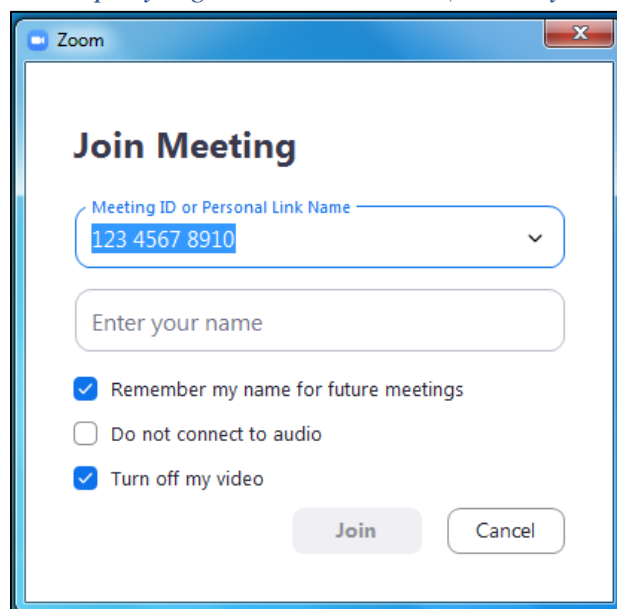 Zoom
Join Meeting
Meeting ID or Personal Link Name
123 4567 8910
Enter your name
Remember my name for future meetings
Do not connect to audio
Turn off my video
Join Cancel